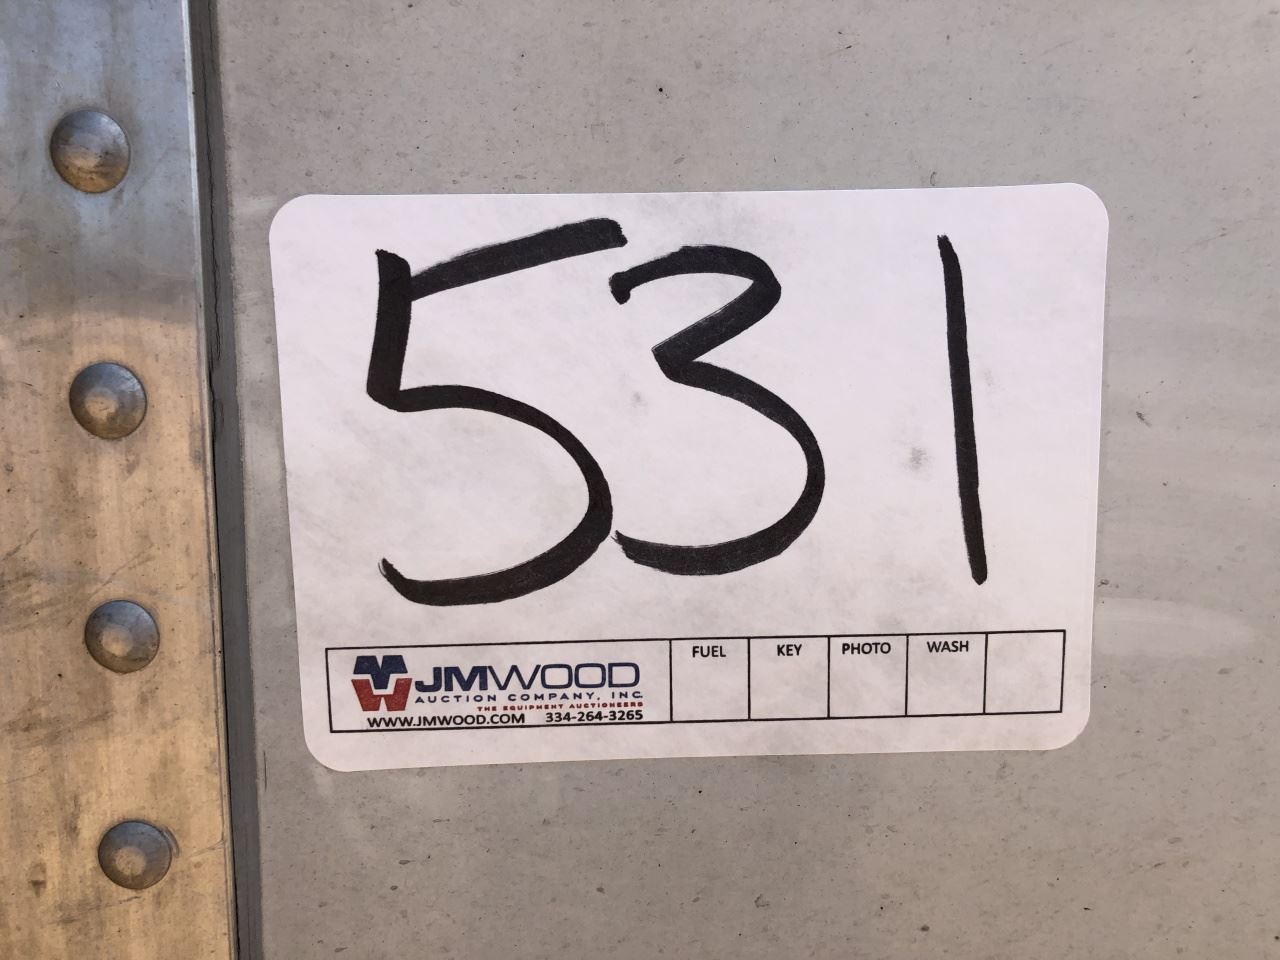 531
JMWOOD
AUCTION COMPANY, INC.
THE EQUIPMENT AUCTIONEERS
WWW.JMWOOD.COM 334-264-3265
FUEL KEY PHOTO WASH